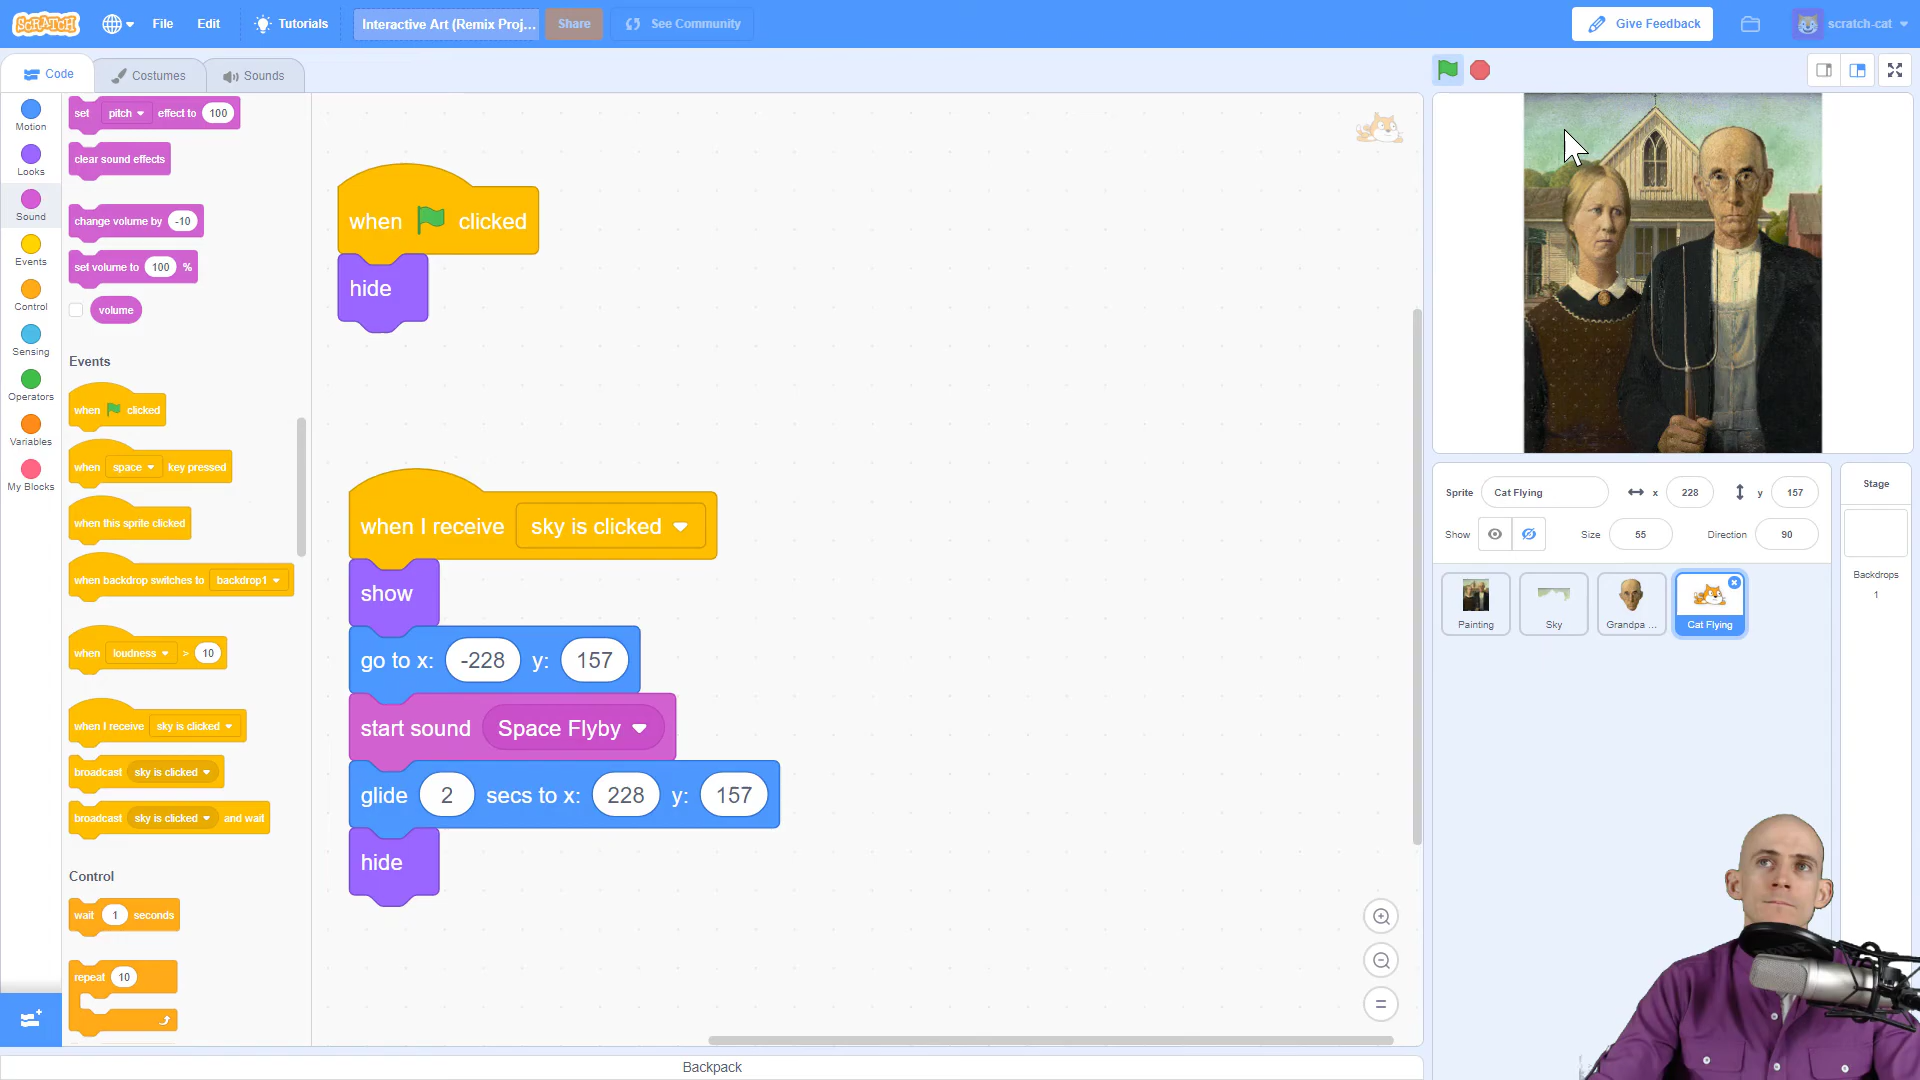 SCRATCH
File
Edit
Tutorials
Interactive Art (Remix Proj...
Share
See Community
Give Feedback
scratch-cat
Code
Costumes
Sounds
Motion
Looks
Sound
Events
Control
Sensing
Operators
Variables
My Blocks
set pitch effect to 100
clear sound effects
change volume by -10
set volume to 100 %
volume
Events
when clicked
when space key pressed
when this sprite clicked
when backdrop switches to backdrop1
when loudness > 10
when I receive sky is clicked
broadcast sky is clicked
broadcast sky is clicked and wait
Control
wait 1 seconds
repeat 10
when clicked
hide
when I receive sky is clicked
show
go to x: -228 y: 157
start sound Space Flyby
glide 2 secs to x: 228 y: 157
hide
Backpack
Sprite Cat Flying x 228 y 157
Show Size 55 Direction 90
Painting
Sky
Grandpa ...
Cat Flying
Stage
Backdrops
1